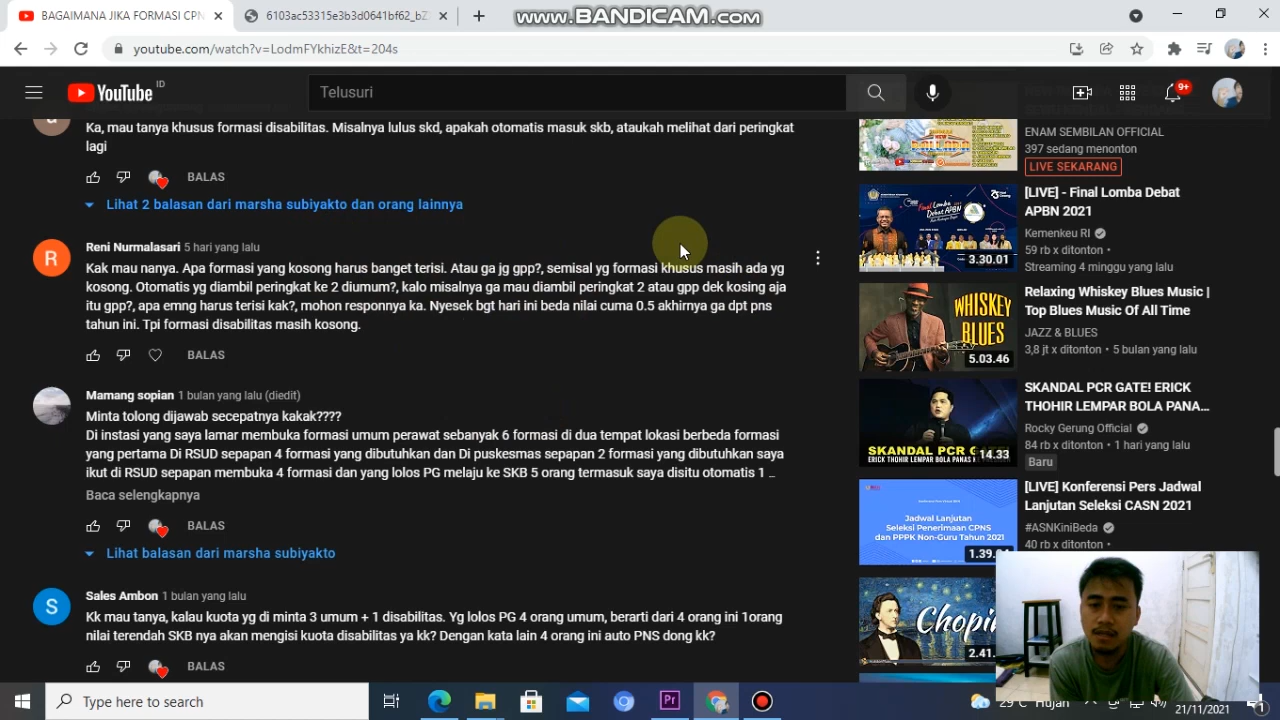 BAGAIMANA JIKA FORMASI CPN
6103ac53315e3b3d0641bf62_bZ
www.BANDICAM.com
youtube.com/watch?v=LodmFYkhizE&t=204s
YouTube ID
Telusuri
9+
Ka, mau tanya khusus formasi disabilitas. Misalnya lulus skd, apakah otomatis masuk skb, ataukah melihat dari peringkat
lagi
BALAS
Lihat 2 balasan dari marsha subiyakto dan orang lainnya
Reni Nurmalasari 5 hari yang lalu
Kak mau nanya. Apa formasi yang kosong harus banget terisi. Atau ga jg gpp?, semisal yg formasi khusus masih ada yg
kosong. Otomatis yg diambil peringkat ke 2 diumum?, kalo misalnya ga mau diambil peringkat 2 atau gpp dek kosing aja
itu gpp?, apa emng harus terisi kak?, mohon responnya ka. Nyesek bgt hari ini beda nilai cuma 0.5 akhirnya ga dpt pns
tahun ini. Tpi formasi disabilitas masih kosong.
BALAS
Mamang sopian 1 bulan yang lalu (diedit)
Minta tolong dijawab secepatnya kakak????
Di instasi yang saya lamar membuka formasi umum perawat sebanyak 6 formasi di dua tempat lokasi berbeda formasi
yang pertama Di RSUD sepapar 4 formasi yang dibutuhkan dan Di puskesmas sepapan 2 formasi yang dibutuhkan saya
ikut di RSUD sepapan membuka 4 formasi dan yang lolos PG melaju ke SKB 5 orang termasuk saya disitu otomatis 1 ...
Baca selengkapnya
BALAS
Lihat balasan dari marsha subiyakto
Sales Ambon 1 bulan yang lalu
Kk mau tanya, kalau kuota yg di minta 3 umum + 1 disabilitas. Yg lolos PG 4 orang umum, berarti dari 4 orang ini 1orang
nilai terendah SKB nya akan mengisi kuota disabilitas ya kk? Dengan kata lain 4 orang ini auto PNS dong kk?
BALAS
R
S
PALLAPA
ENAM SEMBILAN OFFICIAL
397 sedang menonton
LIVE SEKARANG
Final Lomba
Debat APBN
3.30.01
[LIVE] - Final Lomba Debat
APBN 2021
Kemenkeu RI
59 rb x ditonton •
Streaming 4 minggu yang lalu
WHISKEY
BLUES
5.03.46
Relaxing Whiskey Blues Music |
Top Blues Music Of All Time
JAZZ & BLUES
3,8 jt x ditonton • 5 bulan yang lalu
SKANDAL PCR G
14.33
SKANDAL PCR GATE! ERICK
THOHIR LEMPAR BOLA PANA...
Rocky Gerung Official
84 rb x ditonton • 1 hari yang lalu
Baru
Jadwal Lanjutan
Seleksi Penerimaan CPNS
dan PPPK Non-Guru Tahun 2021
[LIVE] Konferensi Pers Jadwal
Lanjutan Seleksi CASN 2021
#ASNKiniBeda
40 rb x ditonton •
Chopin
2.41.
Type here to search
Pr
29°C Hujan
21/11/2021